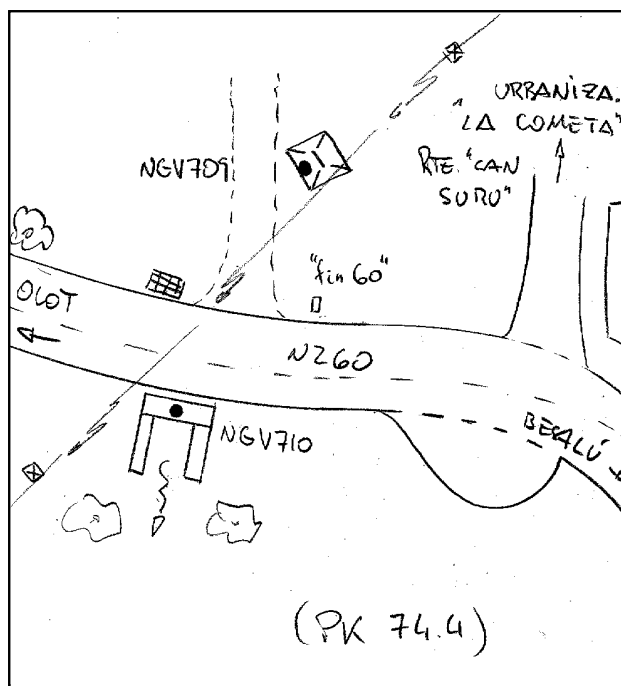 URBANIZA.
"LA COMETA"
RTE. "CAN
SURO"
NGV709
"fin 60"
OLOT
N260
BESALÚ
NGV710
(PK 74.4)